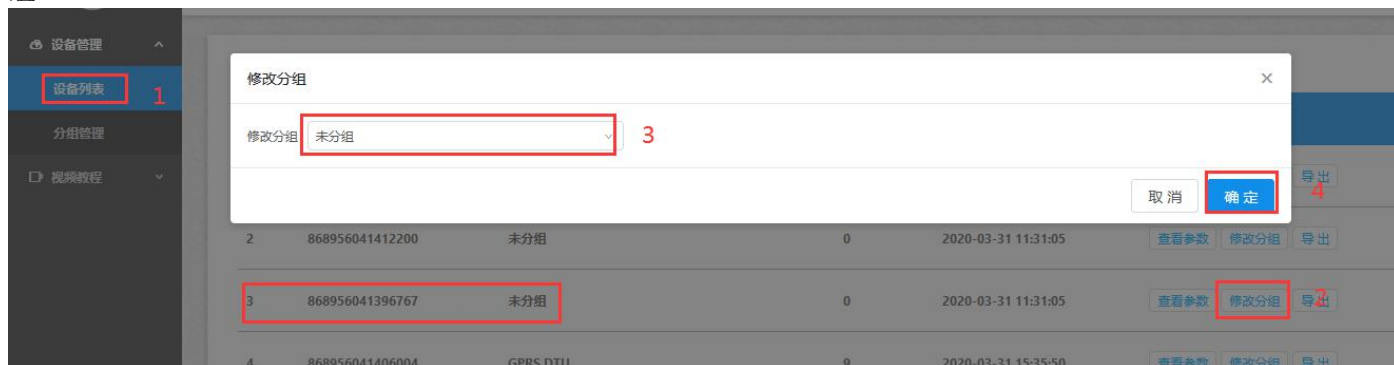 设备管理
设备列表 1
分组管理
视频教程
修改分组
修改分组 未分组 3
取 消 确 定 4
导出
2 868956041412200 未分组 0 2020-03-31 11:31:05 查看参数 修改分组 导出
3 868956041396767 未分组 0 2020-03-31 11:31:05 查看参数 修改分组 2 导出
4 868956041406004 GPRS DTU 9 2020-03-31 15:35:50 查看参数 修改分组 导出